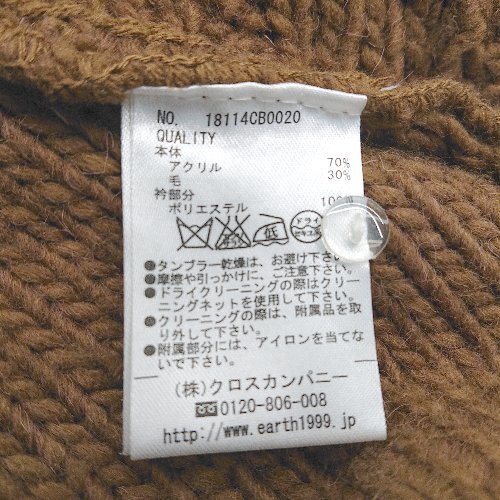 NO. 18114CB0020
QUALITY
本体
アクリル 70%
毛 30%
衿部分
ポリエステル
低
ドライ
●タンブラー乾燥は、お避け下さい。
●摩擦や引っかけに、ご注意下さい。
●ドライクリーニングの際はクリー
ニングネットを使用して下さい。
●クリーニングの際は、附属品を取
り外して下さい。
●附属部分には、アイロンを当てな
いで下さい。
(株)クロスカンパニー
0120-806-008
http://www.earth1999.jp